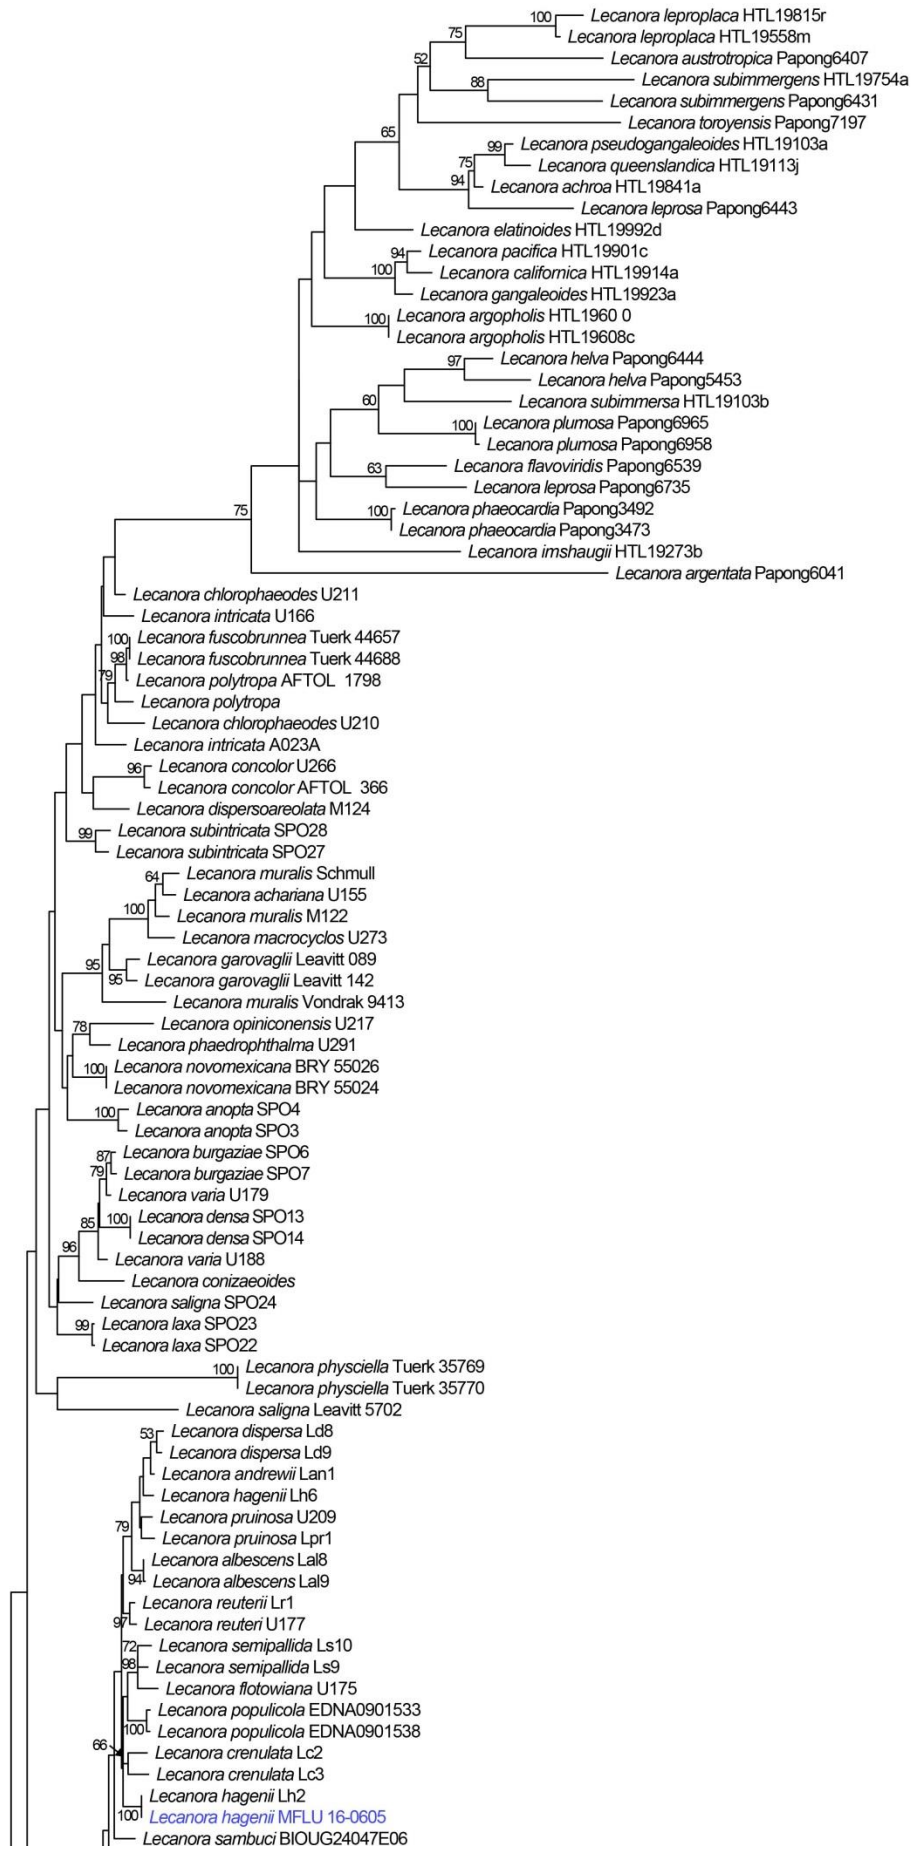 100 Lecanora leproplaca HTL19815r
75 Lecanora leproplaca HTL19558m
52 Lecanora austrotropica Papong6407
Lecanora subimmergens HTL19754a
88 Lecanora subimmergens Papong6431
Lecanora toroyensis Papong7197
65
99 Lecanora pseudogangaleoides HTL19103a
75 Lecanora queenslandica HTL19113j
94 Lecanora achroa HTL19841a
Lecanora leprosa Papong6443
Lecanora elatinoides HTL19992d
94 Lecanora pacifica HTL19901c
100 Lecanora californica HTL19914a
Lecanora gangaleoides HTL19923a
100 Lecanora argopholis HTL1960 0
Lecanora argopholis HTL19608c
97 Lecanora helva Papong6444
Lecanora helva Papong5453
60 Lecanora subimmersa HTL19103b
100 Lecanora plumosa Papong6965
Lecanora plumosa Papong6958
63 Lecanora flavoviridis Papong6539
Lecanora leprosa Papong6735
75 100 Lecanora phaeocardia Papong3492
Lecanora phaeocardia Papong3473
Lecanora imshaugii HTL19273b
Lecanora argentata Papong6041
Lecanora chlorophaeodes U211
Lecanora intricata U166
100 Lecanora fuscobrunnea Tuerk 44657
98 Lecanora fuscobrunnea Tuerk 44688
79 Lecanora polytropa AFTOL 1798
Lecanora polytropa
Lecanora chlorophaeodes U210
Lecanora intricata A023A
96 Lecanora concolor U266
Lecanora concolor AFTOL 366
Lecanora dispersoareolata M124
99 Lecanora subintricata SPO28
Lecanora subintricata SPO27
64 Lecanora muralis Schmull
Lecanora achariana U155
100 Lecanora muralis M122
Lecanora macrocyclos U273
95 Lecanora garovaglii Leavitt 089
95 Lecanora garovaglii Leavitt 142
Lecanora muralis Vondrak 9413
78 Lecanora opiniconensis U217
Lecanora phaedrophthalma U291
100 Lecanora novomexicana BRY 55026
Lecanora novomexicana BRY 55024
100 Lecanora anopta SPO4
Lecanora anopta SPO3
87 Lecanora burgaziae SPO6
79 Lecanora burgaziae SPO7
Lecanora varia U179
85 100 Lecanora densa SPO13
Lecanora densa SPO14
96 Lecanora varia U188
Lecanora conizaeoides
Lecanora saligna SPO24
99 Lecanora laxa SPO23
Lecanora laxa SPO22
100 Lecanora physciella Tuerk 35769
Lecanora physciella Tuerk 35770
Lecanora saligna Leavitt 5702
53 Lecanora dispersa Ld8
Lecanora dispersa Ld9
Lecanora andrewii Lan1
Lecanora hagenii Lh6
79 Lecanora pruinosa U209
Lecanora pruinosa Lpr1
Lecanora albescens Lal8
94 Lecanora albescens Lal9
Lecanora reuterii Lr1
97 Lecanora reuteri U177
72 Lecanora semipallida Ls10
98 Lecanora semipallida Ls9
Lecanora flotowiana U175
Lecanora populicola EDNA0901533
100 Lecanora populicola EDNA0901538
66 Lecanora crenulata Lc2
Lecanora crenulata Lc3
Lecanora hagenii Lh2
100 Lecanora hagenii MFLU 16-0605
Lecanora sambuci BIOUG24047E06